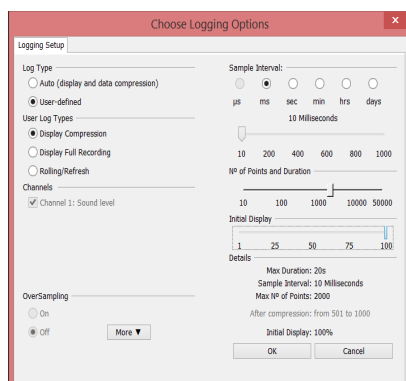 Choose Logging Options
x
Logging Setup
Log Type
Auto (display and data compression)
User-defined
User Log Types
Display Compression
Display Full Recording
Rolling/Refresh
Channels
Channel 1: Sound level
OverSampling
On
Off
More ▼
Sample Interval:
µs ms sec min hrs days
10 Milliseconds
10 200 400 600 800 1000
Nº of Points and Duration
10 100 1000 10000 50000
Initial Display
1 25 50 75 100
Details
Max Duration: 20s
Sample Interval: 10 Milliseconds
Max Nº of Points: 2000
After compression: from 501 to 1000
Initial Display: 100%
OK Cancel